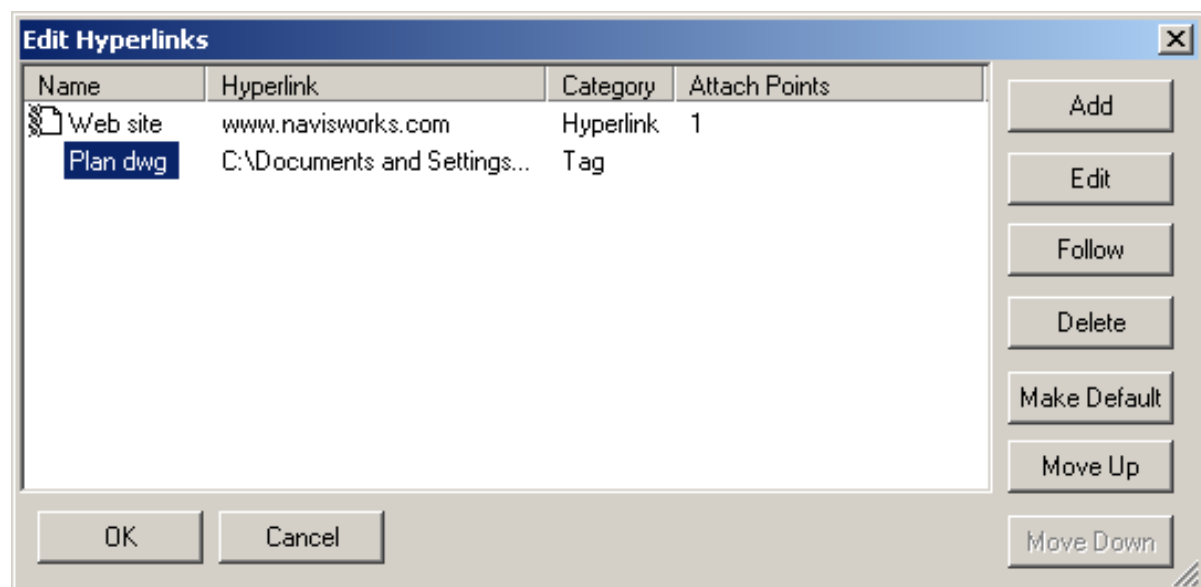 Edit Hyperlinks
Name Hyperlink Category Attach Points
Web site www.navisworks.com Hyperlink 1
Plan dwg C:\Documents and Settings... Tag
Add
Edit
Follow
Delete
Make Default
Move Up
Move Down
OK Cancel